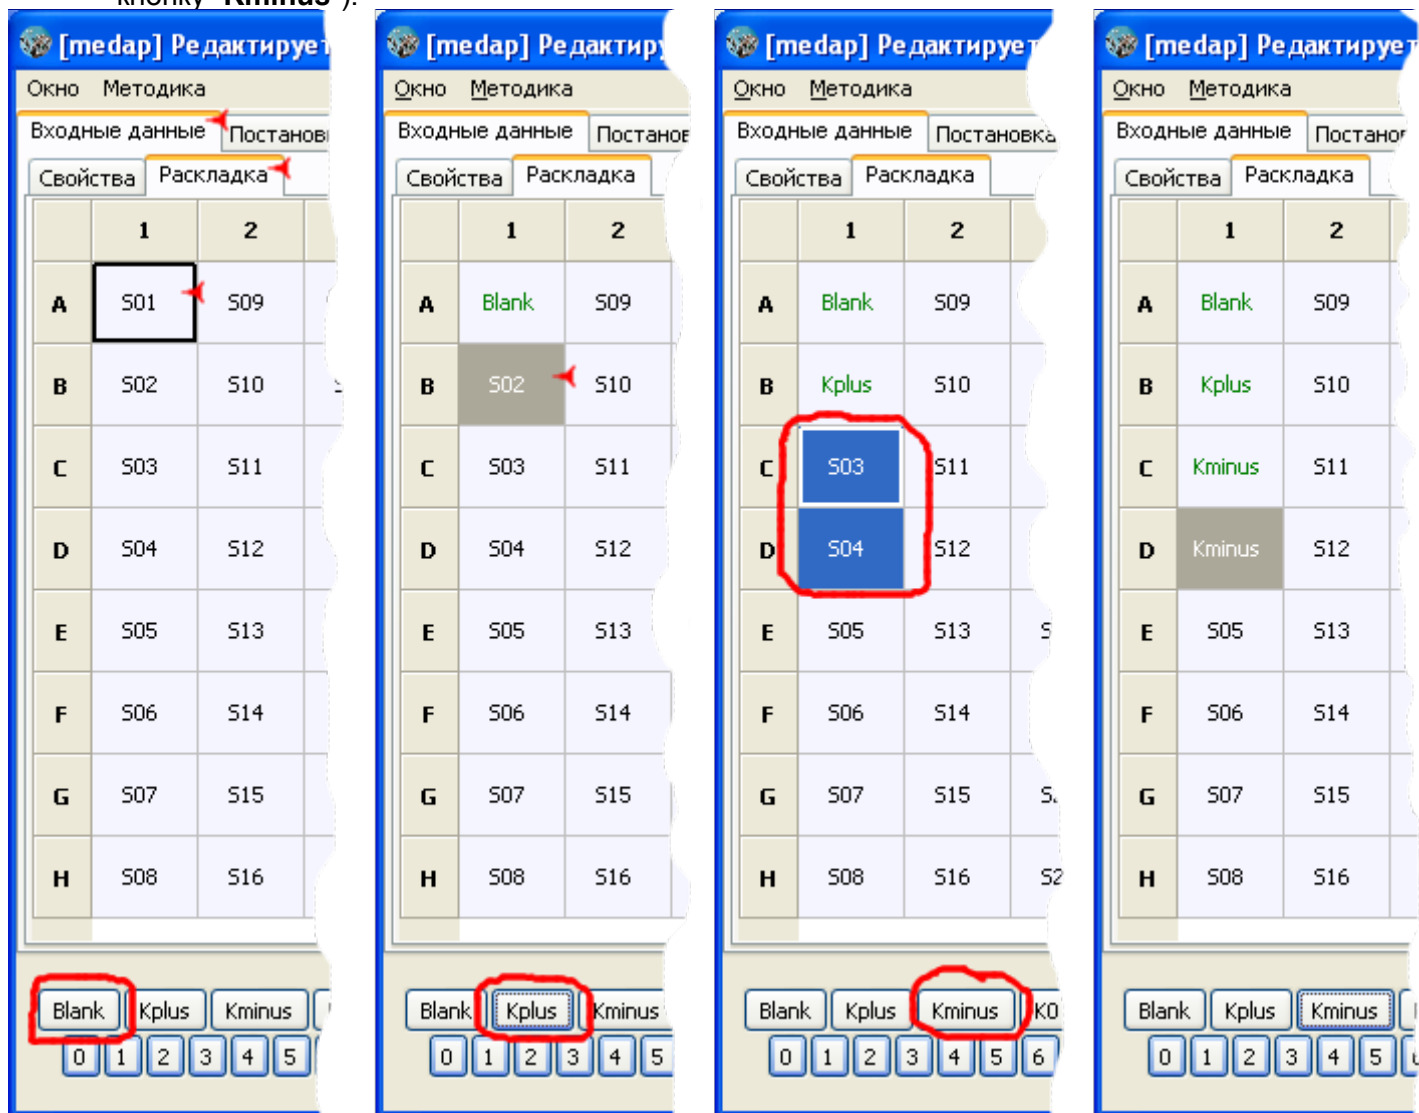 кнопку "Kminus").
[medap] Редактирует
Окно Методика
Входные данные Постанов
Свойства Раскладка
1 2
A S01 S09
B S02 S10
C S03 S11
D S04 S12
E S05 S13
F S06 S14
G S07 S15
H S08 S16
Blank Kplus Kminus
0 1 2 3 4 5
[medap] Редактиру
Окно Методика
Входные данные Постанов
Свойства Раскладка
1 2
A Blank S09
B S02 S10
C S03 S11
D S04 S12
E S05 S13
F S06 S14
G S07 S15
H S08 S16
Blank Kplus Kminus
0 1 2 3 4 5
[medap] Редактирует
Окно Методика
Входные данные Постановка
Свойства Раскладка
1 2
A Blank S09
B Kplus S10
C S03 S11
D S04 S12
E S05 S13
F S06 S14
G S07 S15
H S08 S16 S2
Blank Kplus Kminus K0
0 1 2 3 4 5 6
[medap] Редактирует
Окно Методика
Входные данные Постанов
Свойства Раскладка
1 2
A Blank S09
B Kplus S10
C Kminus S11
D Kminus S12
E S05 S13
F S06 S14
G S07 S15
H S08 S16
Blank Kplus Kminus
0 1 2 3 4 5